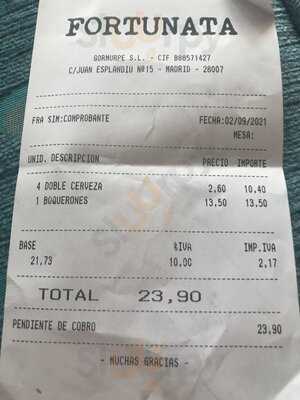 FORTUNATA
GORMURPE S.L. - CIF B88571427
C/JUAN ESPLANDIU Nº15 - MADRID - 28007
FRA SIM:COMPROBANTE FECHA:02/09/2021
MESA:
UNID. DESCRIPCION PRECIO IMPORTE
4 DOBLE CERVEZA 2,60 10,40
1 BOQUERONES 13,50 13,50
BASE %IVA IMP.IVA
21,73 10,00 2,17
TOTAL 23,90
PENDIENTE DE COBRO 23,90
- MUCHAS GRACIAS -